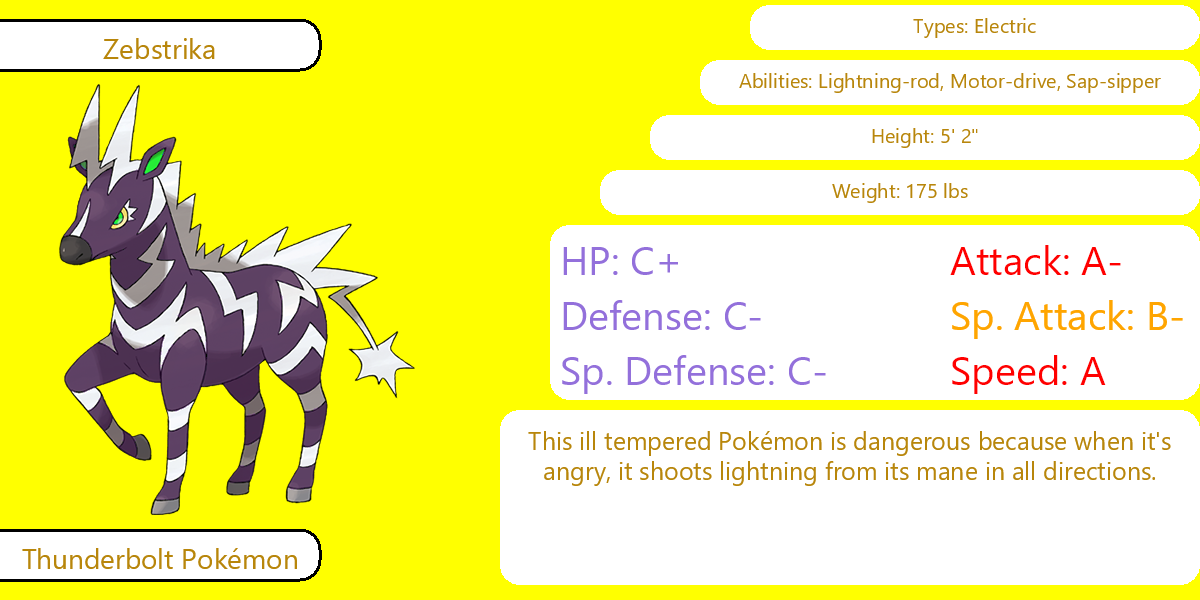 Zebstrika
Types: Electric
Abilities: Lightning-rod, Motor-drive, Sap-sipper
Height: 5' 2"
Weight: 175 lbs
HP: C+
Attack: A-
Defense: C-
Sp. Attack: B-
Sp. Defense: C-
Speed: A
This ill tempered Pokémon is dangerous because when it's
angry, it shoots lightning from its mane in all directions.
Thunderbolt Pokémon